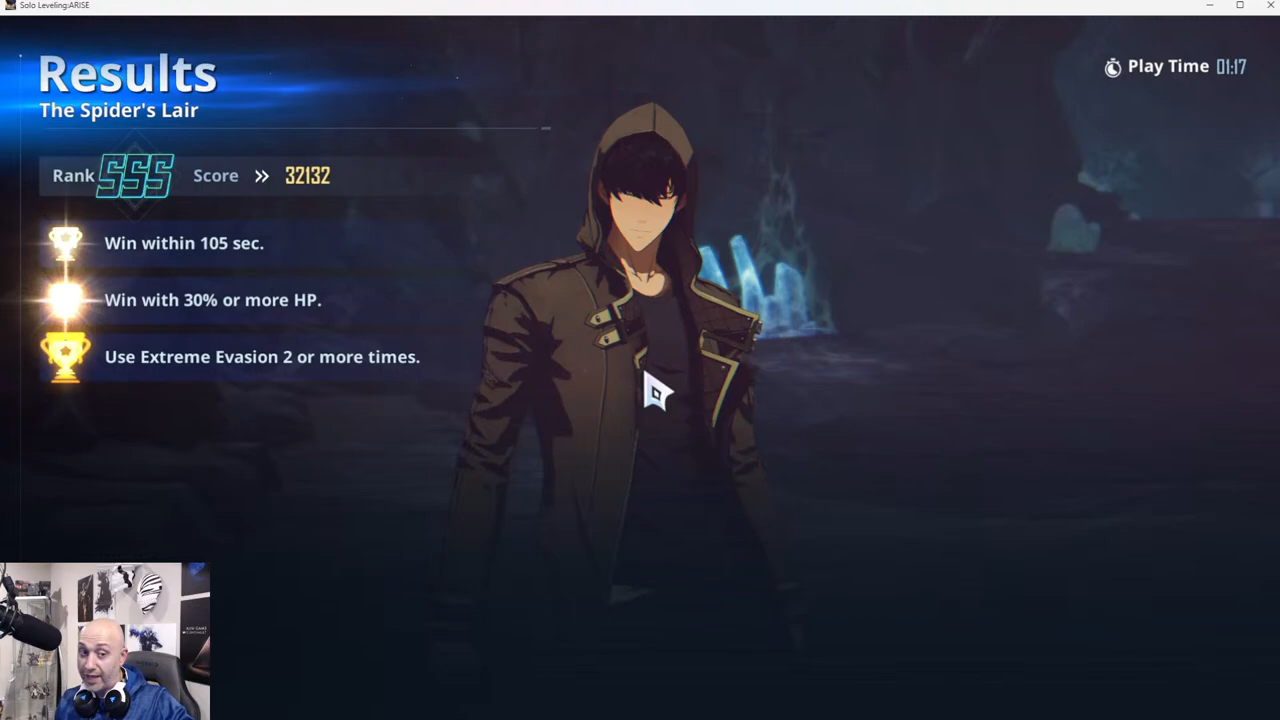 Solo Leveling:ARISE
Results
The Spider's Lair
Play Time 01:17
Rank SSS Score >> 32132
Win within 105 sec.
Win with 30% or more HP.
Use Extreme Evasion 2 or more times.